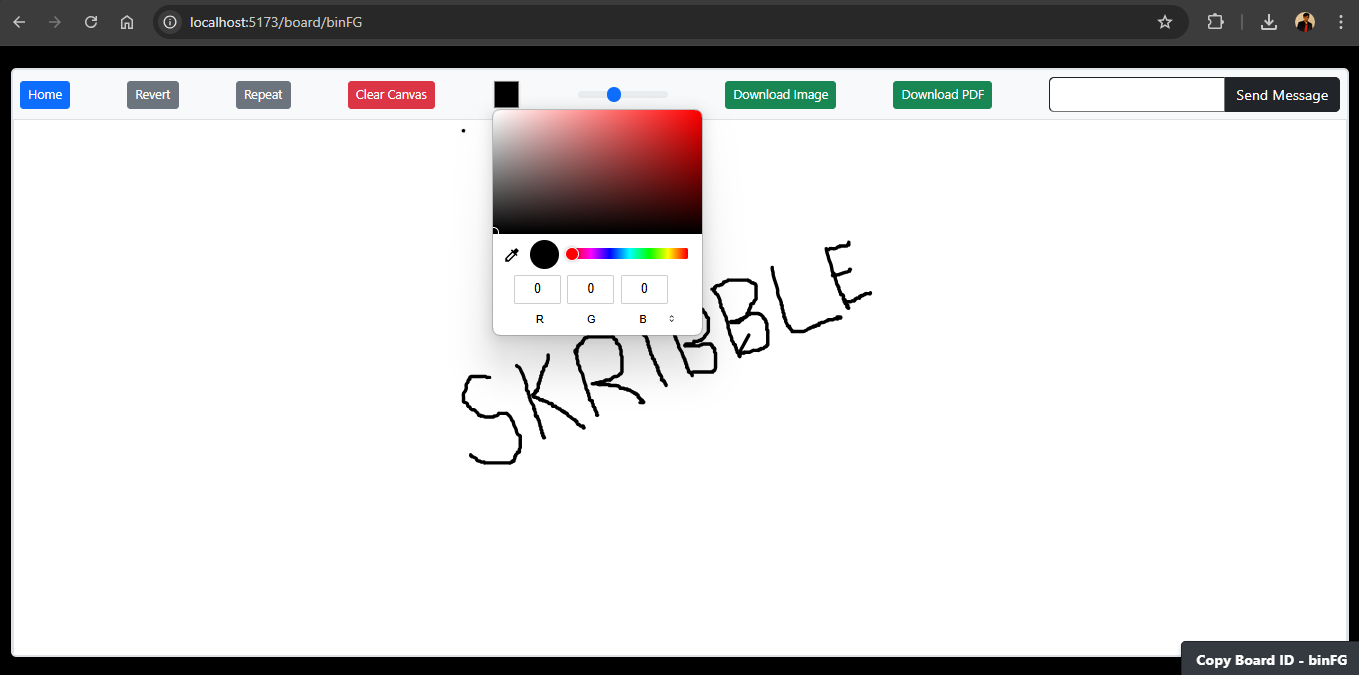 localhost:5173/board/binFG
Home Revert Repeat Clear Canvas Download Image Download PDF Send Message
0 0 0
R G B
SKRIBBLE
Copy Board ID - binFG